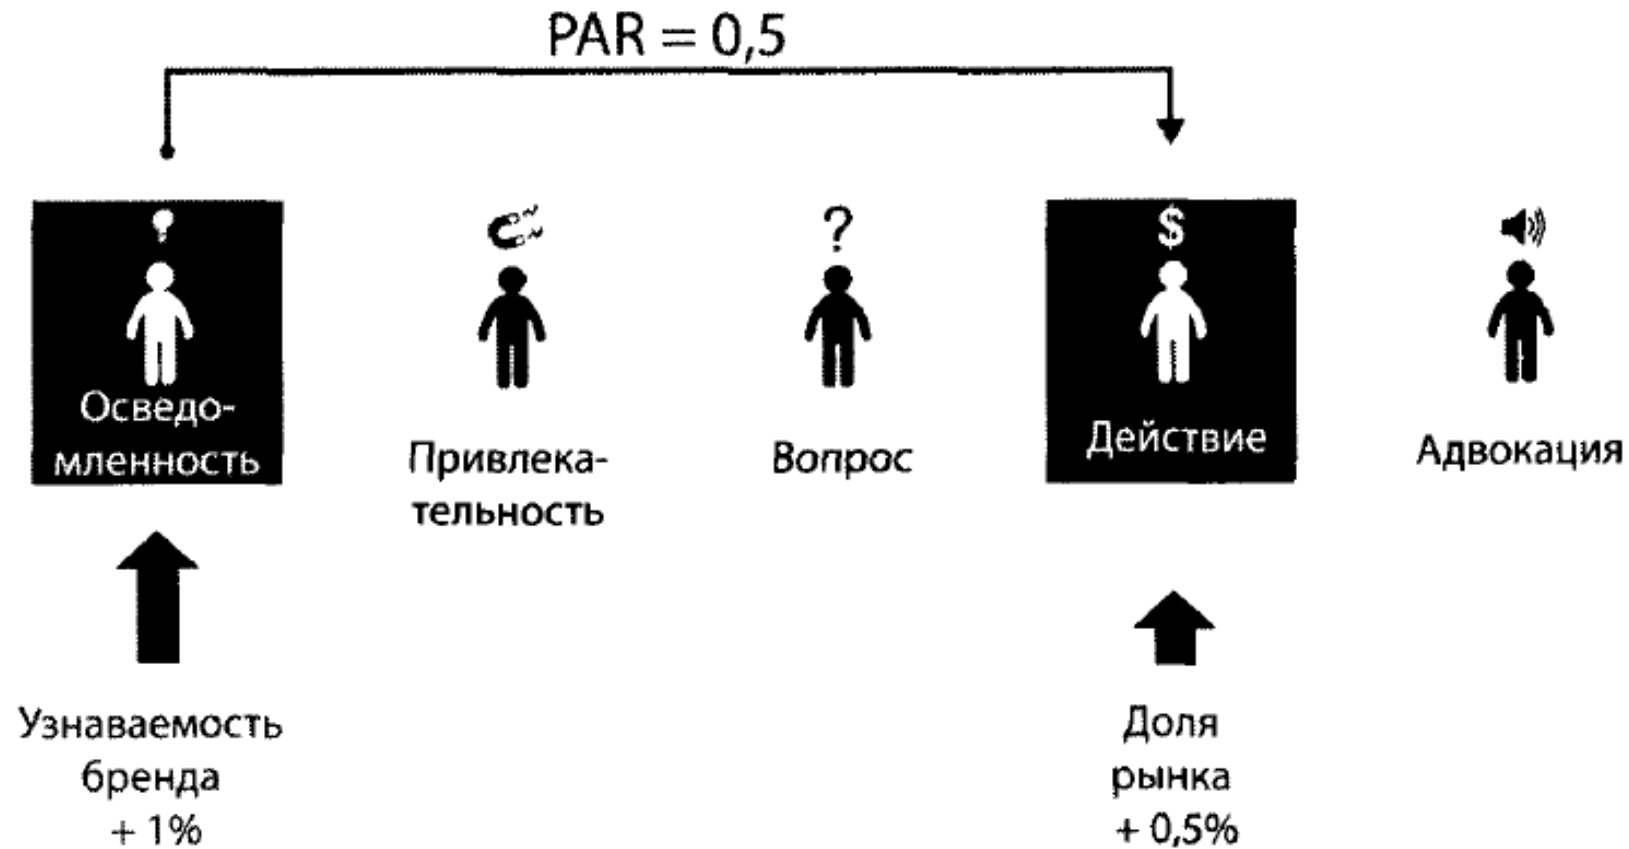 PAR = 0,5
?
$
Осведо-
мленность
Привлека-
тельность
Вопрос
Действие
Адвокация
Узнаваемость
бренда
+ 1%
Доля
рынка
+ 0,5%